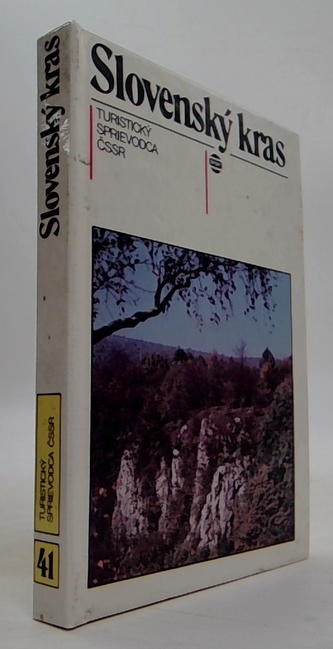 Slovenský kras
TURISTICKÝ
SPRIEVODCA
ČSSR
Slovenský kras
TURISTICKÝ
SPRIEVODCA ČSSR
41